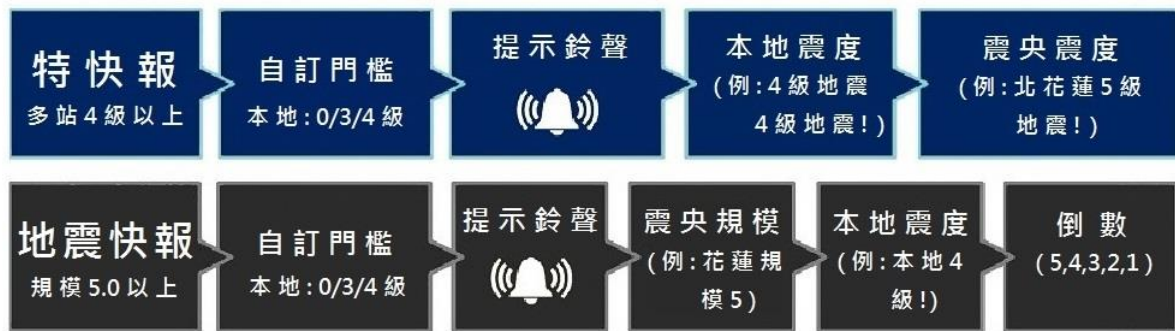 特快報
多站4級以上
自訂門檻
本地:0/3/4級
提示鈴聲
本地震度
(例:4級地震
4級地震!)
震央震度
(例:北花蓮5級
地震!)
地震快報
規模5.0以上
自訂門檻
本地:0/3/4級
提示鈴聲
震央規模
(例:花蓮規
模5)
本地震度
(例:本地4
級!)
倒數
(5,4,3,2,1)